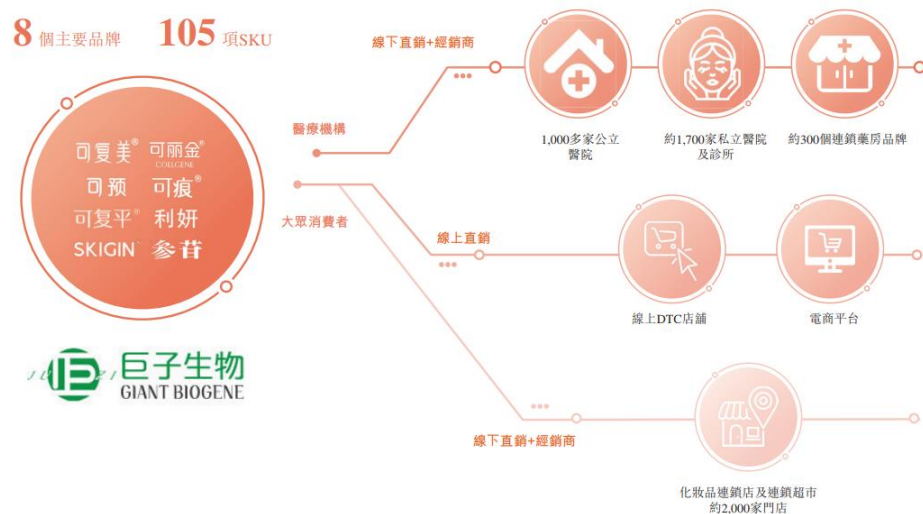 8 個主要品牌 105 項SKU
可复美® 可丽金®
COLLGENE
可预 可痕®
可复平® 利妍
SKIGIN 參苷
巨子生物
GIANT BIOGENE
醫療機構
大眾消費者
線下直銷+經銷商
1,000多家公立
醫院
約1,700家私立醫院
及診所
約300個連鎖藥房品牌
線上直銷
線上DTC店舖
電商平台
線下直銷+經銷商
化妝品連鎖店及連鎖超市
約2,000家門店